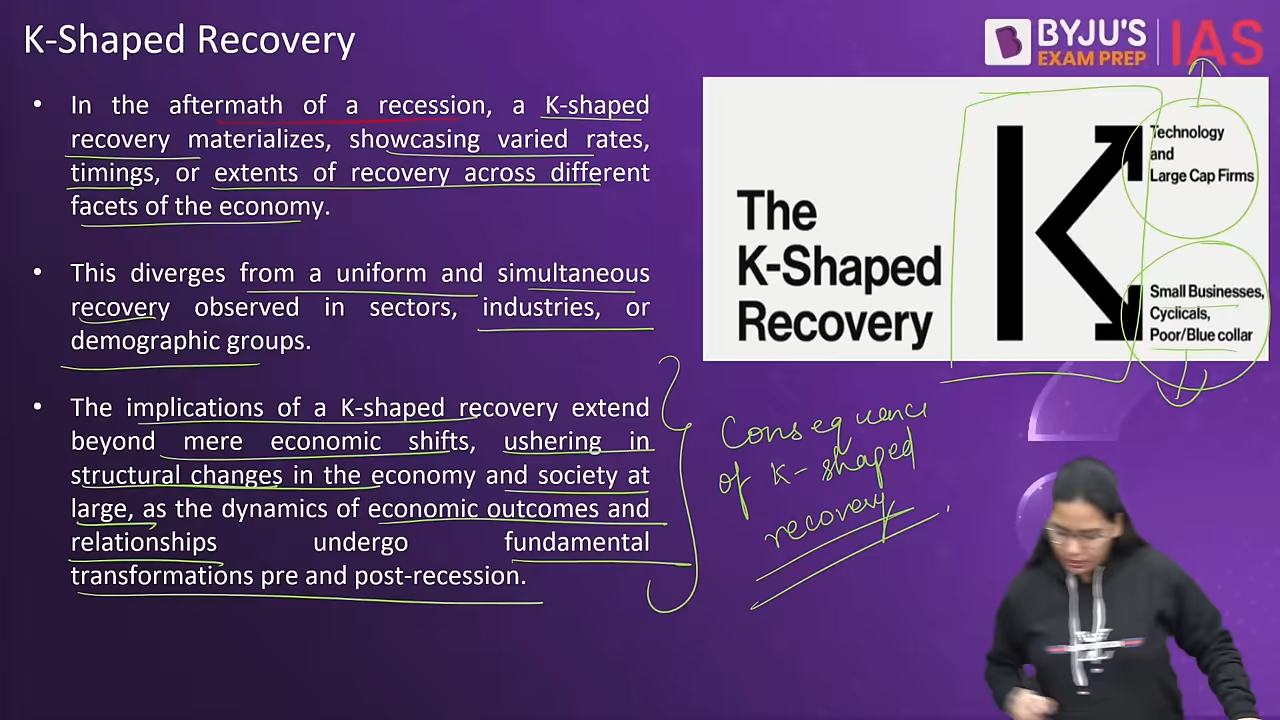 K-Shaped Recovery
BYJU'S
EXAM PREP
IAS
• In the aftermath of a recession, a K-shaped
recovery materializes, showcasing varied rates,
timings, or extents of recovery across different
facets of the economy.
• This diverges from a uniform and simultaneous
recovery observed in sectors, industries, or
demographic groups.
• The implications of a K-shaped recovery extend
beyond mere economic shifts, ushering in
structural changes in the economy and society at
large, as the dynamics of economic outcomes and
relationships undergo fundamental
transformations pre and post-recession.
The
K-Shaped
Recovery
K
Technology
and
Large Cap Firms
Small Businesses,
Cyclicals,
Poor/Blue collar
Consequence
of K-shaped
recovery